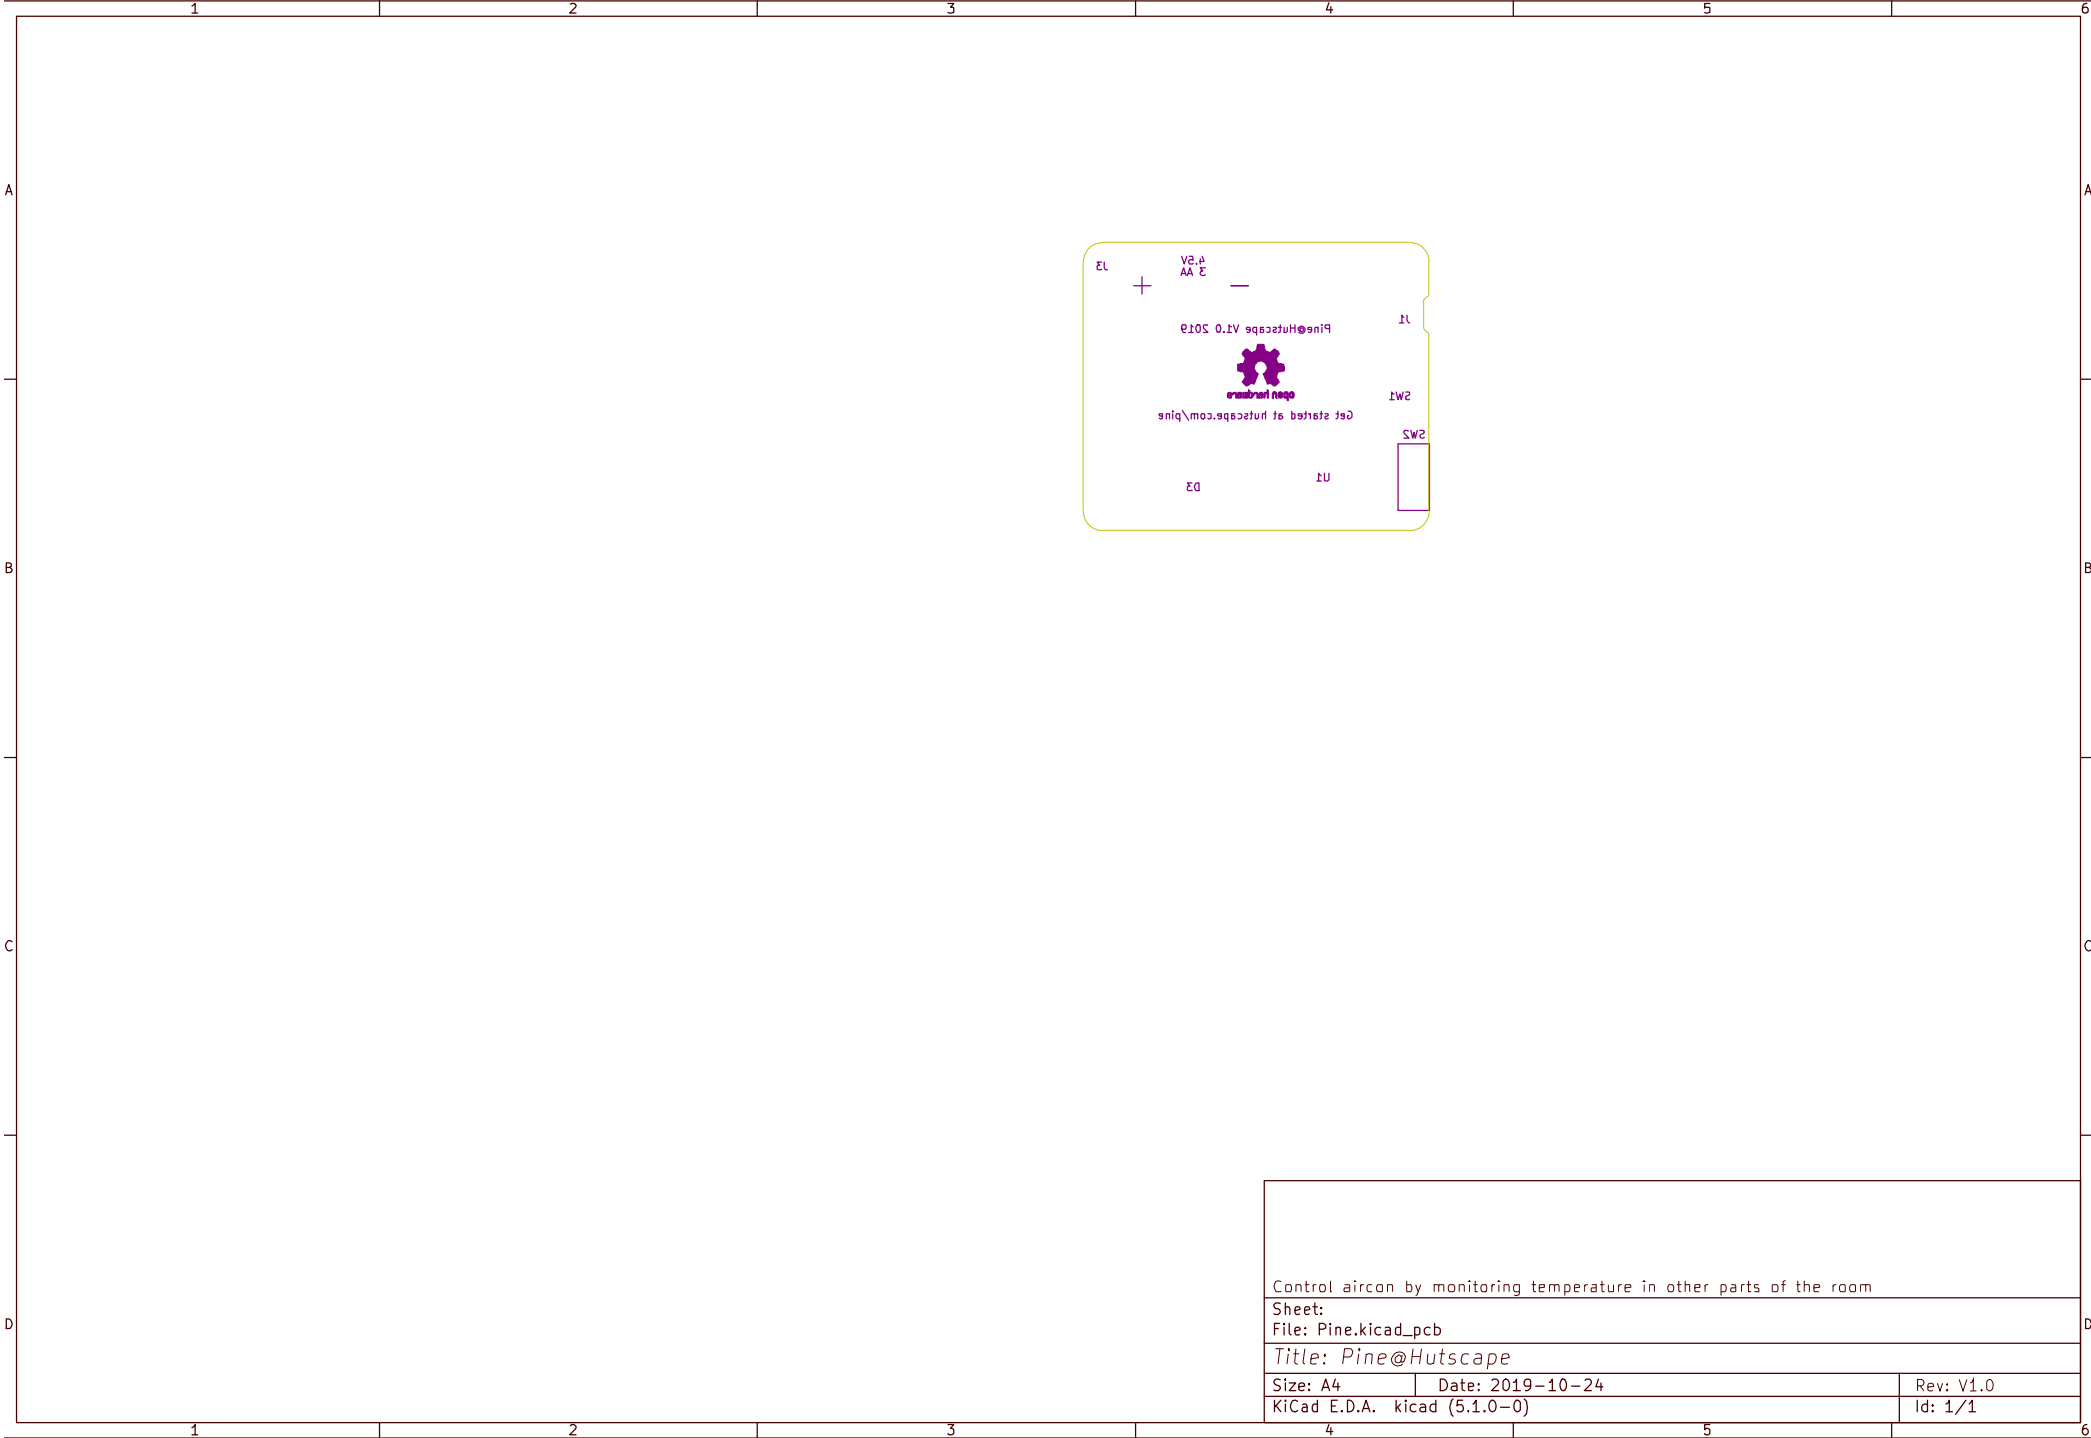 1 2 3 4 5 6
A A
J3
4.5V
3 AA
+ −
J1
Pine@Hutscape V1.0 2019
open hardware
SW1
Get started at hutscape.com/pine
SW2
U1
D3
B B
C C
D D
Control aircon by monitoring temperature in other parts of the room
Sheet:
File: Pine.kicad_pcb
Title: Pine@Hutscape
Size: A4 Date: 2019-10-24 Rev: V1.0
KiCad E.D.A. kicad (5.1.0-0) Id: 1/1
1 2 3 4 5 6